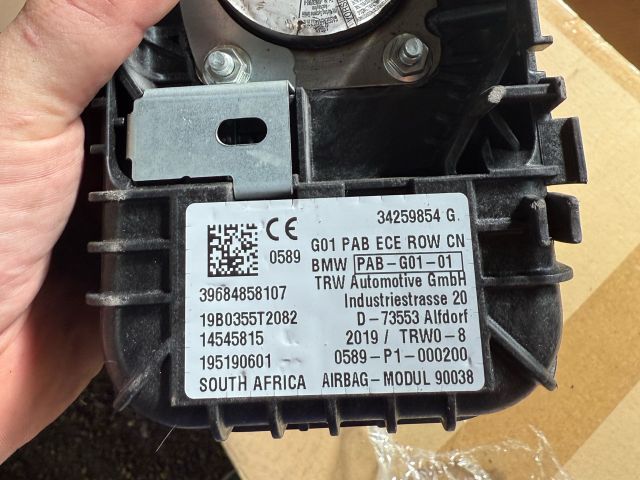 34259854 G.
CE
0589
G01 PAB ECE ROW CN
BMW PAB-G01-01
TRW Automotive GmbH
39684858107
Industriestrasse 20
19B0355T2082
D-73553 Alfdorf
14545815
2019/ TRW0-8
195190601
0589-P1-000200
SOUTH AFRICA
AIRBAG-MODUL 90038